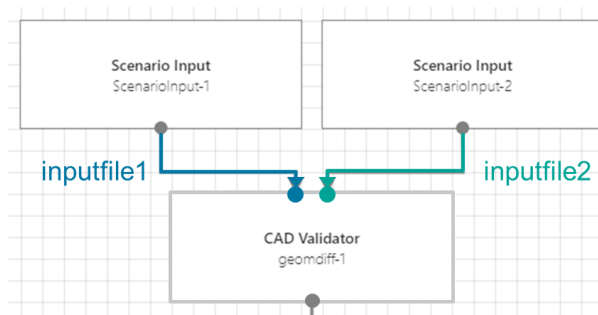 Scenario Input
ScenarioInput-1
Scenario Input
ScenarioInput-2
inputfile1
inputfile2
CAD Validator
geomdiff-1